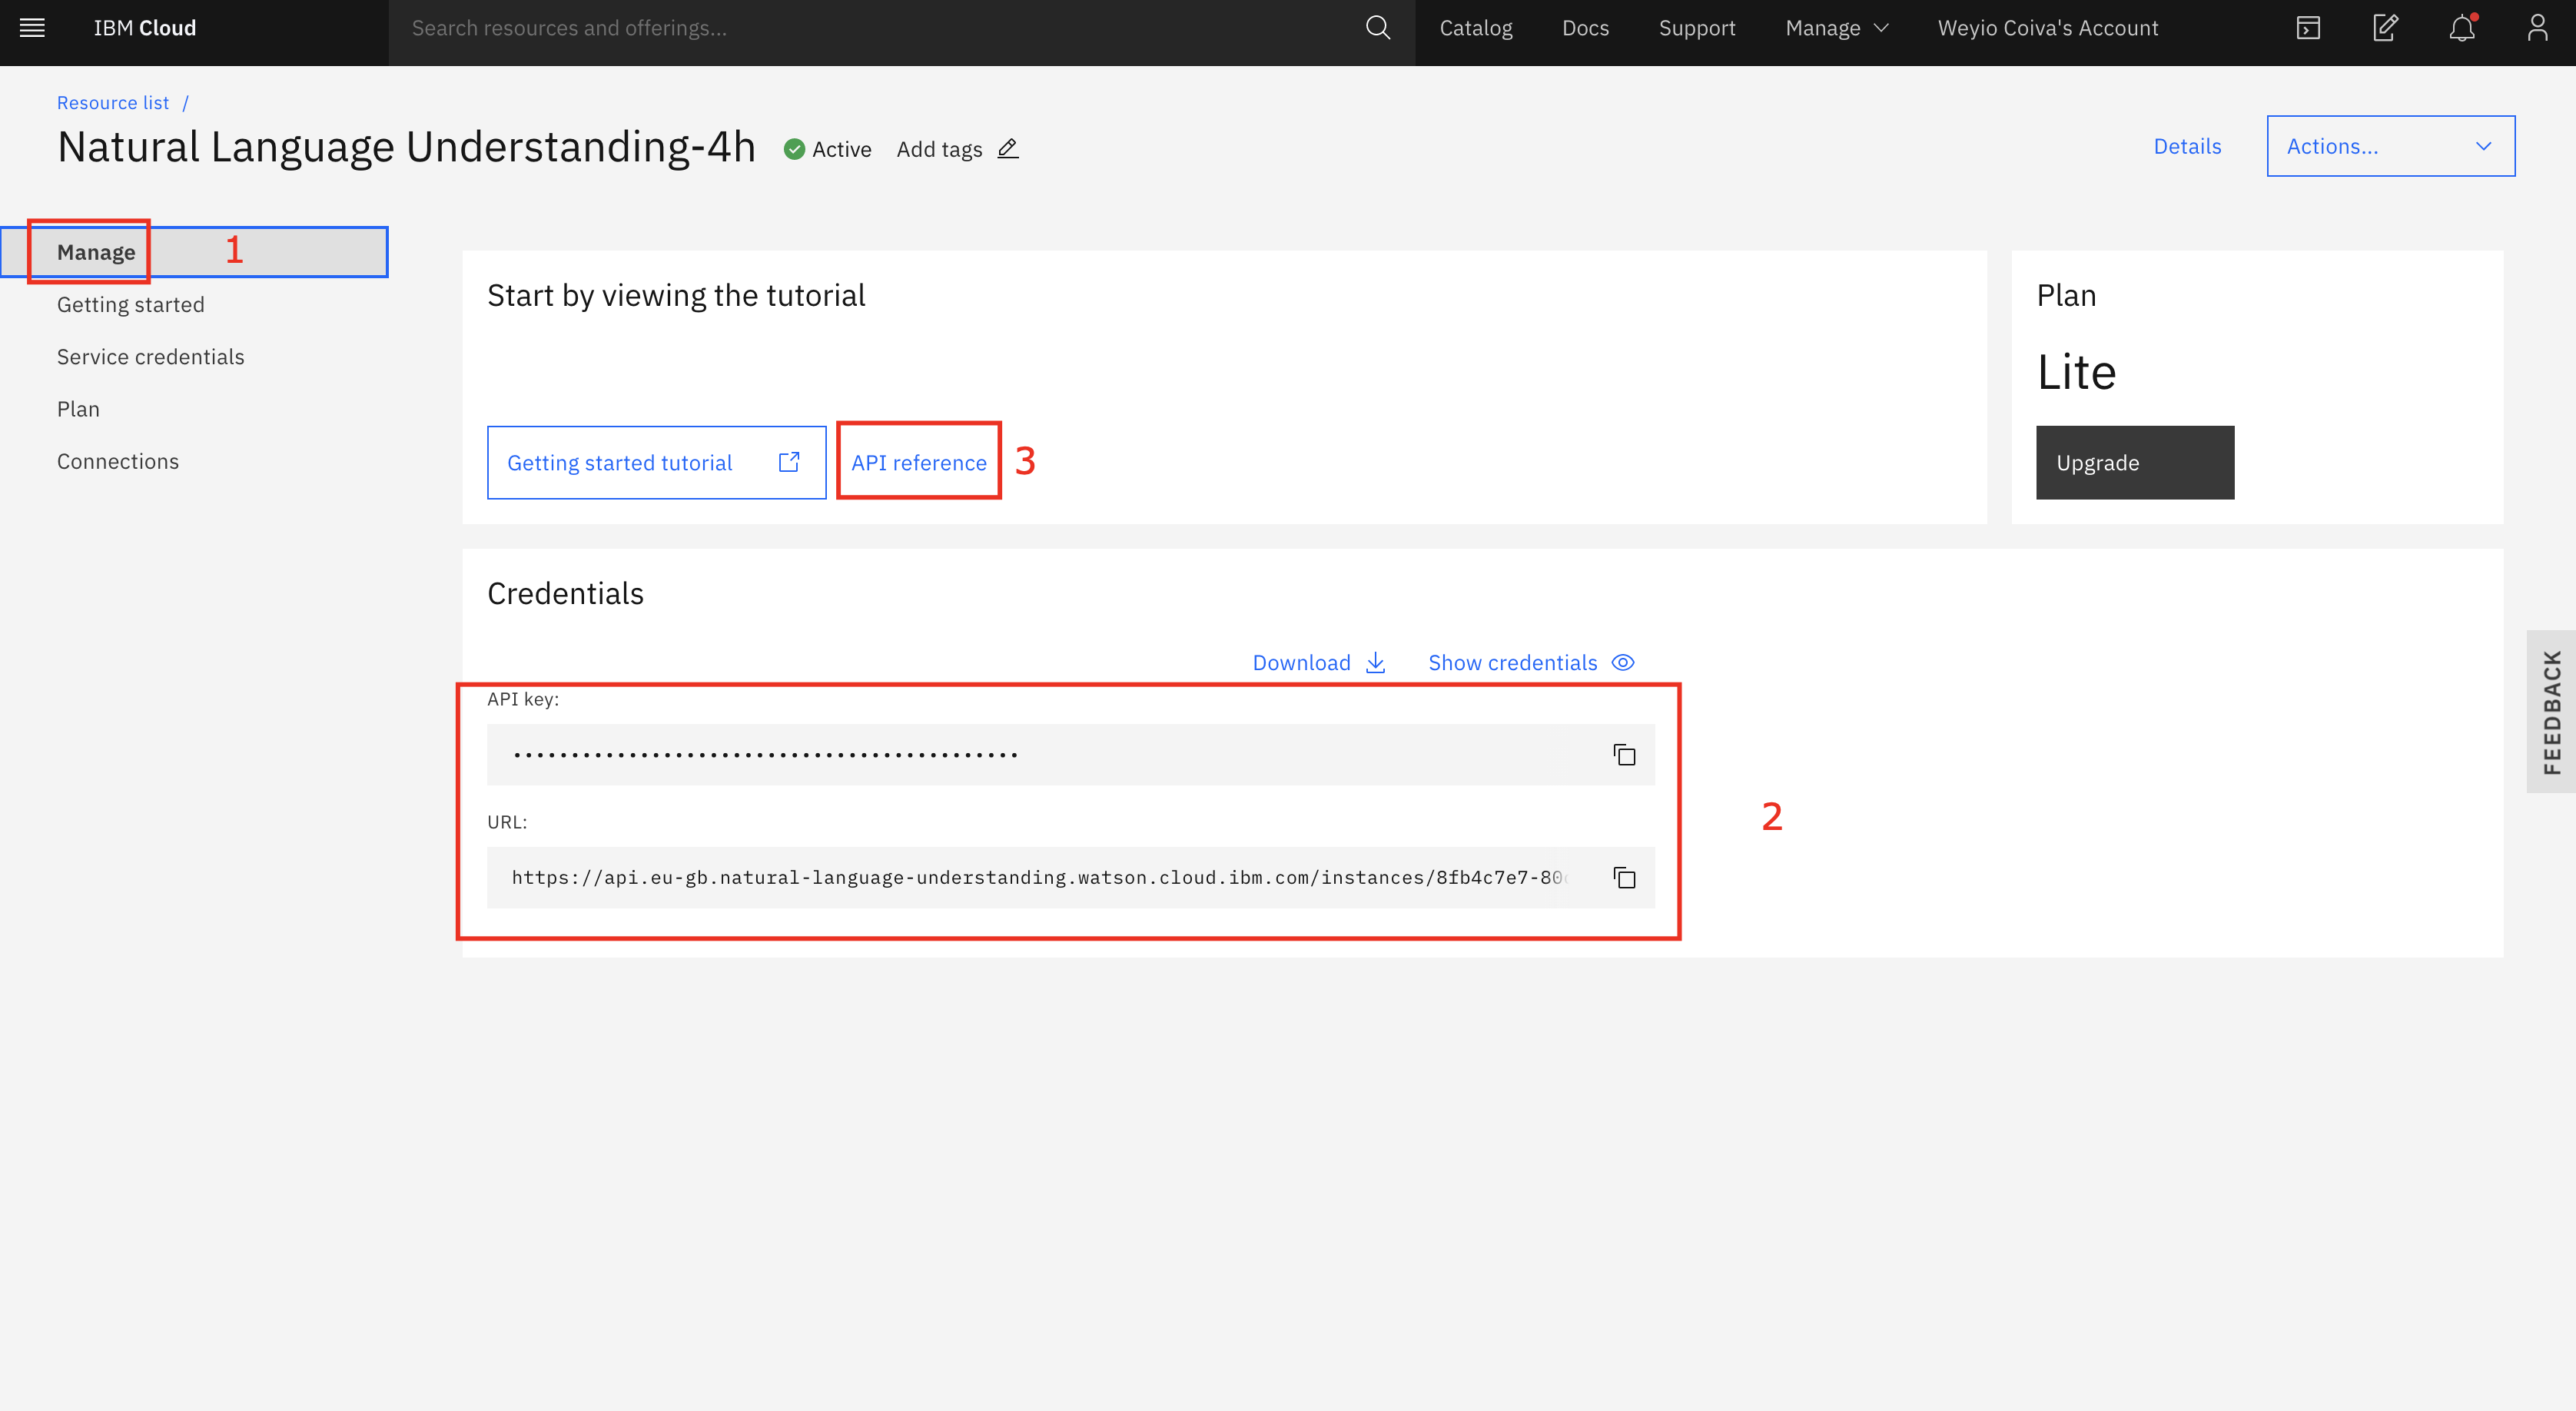 IBM Cloud
Search resources and offerings...
Catalog
Docs
Support
Manage
Weyio Coiva's Account
Resource list /
Natural Language Understanding-4h
Active
Add tags
Details
Actions...
Manage
1
Getting started
Service credentials
Plan
Connections
Start by viewing the tutorial
Getting started tutorial
API reference
3
Plan
Lite
Upgrade
Credentials
Download
Show credentials
API key:
••••••••••••••••••••••••••••••••••••••••••••
URL:
https://api.eu-gb.natural-language-understanding.watson.cloud.ibm.com/instances/8fb4c7e7-80
2
FEEDBACK